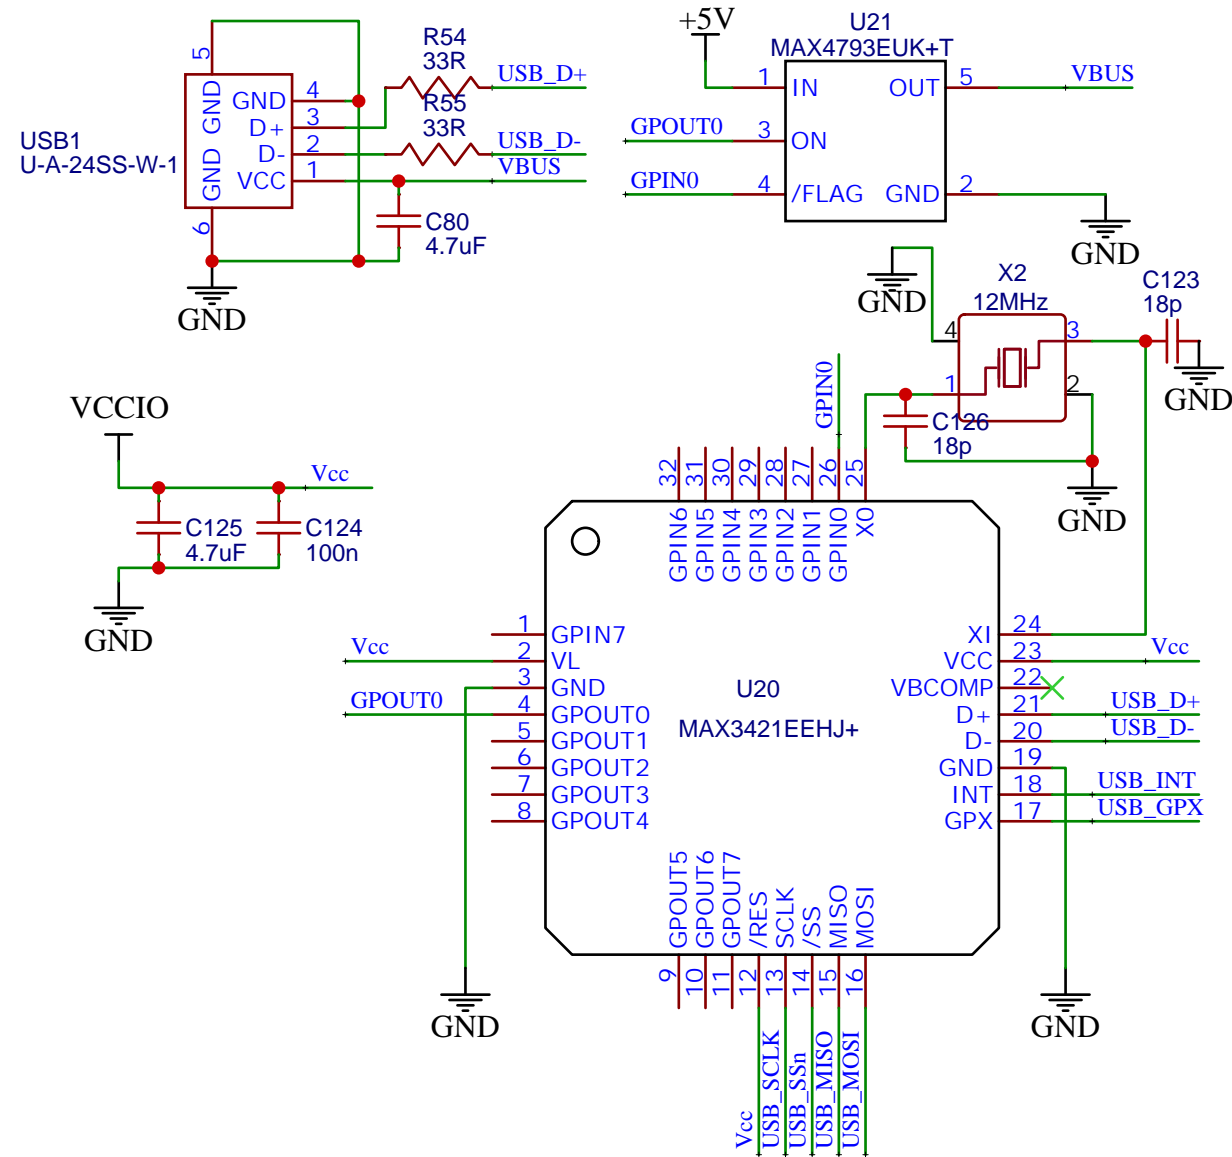 USB1
U-A-24SS-W-1
5
GND
GND
6
GND
4
D+
3
D-
2
VCC
1
R54
33R
USB_D+
R55
33R
USB_D-
VBUS
C80
4.7uF
GND
+5V
U21
MAX4793EUK+T
1
IN
OUT
5
VBUS
GPOUT0
3
ON
GPIN0
4
/FLAG
GND
2
GND
GND
X2
12MHz
4
3
1
2
C123
18p
GND
C126
18p
GND
VCCIO
Vcc
C125
4.7uF
C124
100n
GND
GPIN0
32
31
30
29
28
27
26
25
GPIN6
GPIN5
GPIN4
GPIN3
GPIN2
GPIN1
GPIN0
XO
1
GPIN7
Vcc
2
VL
3
GND
GPOUT0
4
GPOUT0
5
GPOUT1
6
GPOUT2
7
GPOUT3
8
GPOUT4
U20
MAX3421EEHJ+
XI
24
VCC
23
Vcc
VBCOMP
22
D+
21
USB_D+
D-
20
USB_D-
GND
19
INT
18
USB_INT
GPX
17
USB_GPX
GPOUT5
GPOUT6
GPOUT7
/RES
SCLK
/SS
MISO
MOSI
9
10
11
12
13
14
15
16
GND
GND
Vcc
USB_SCLK
USB_SSn
USB_MISO
USB_MOSI